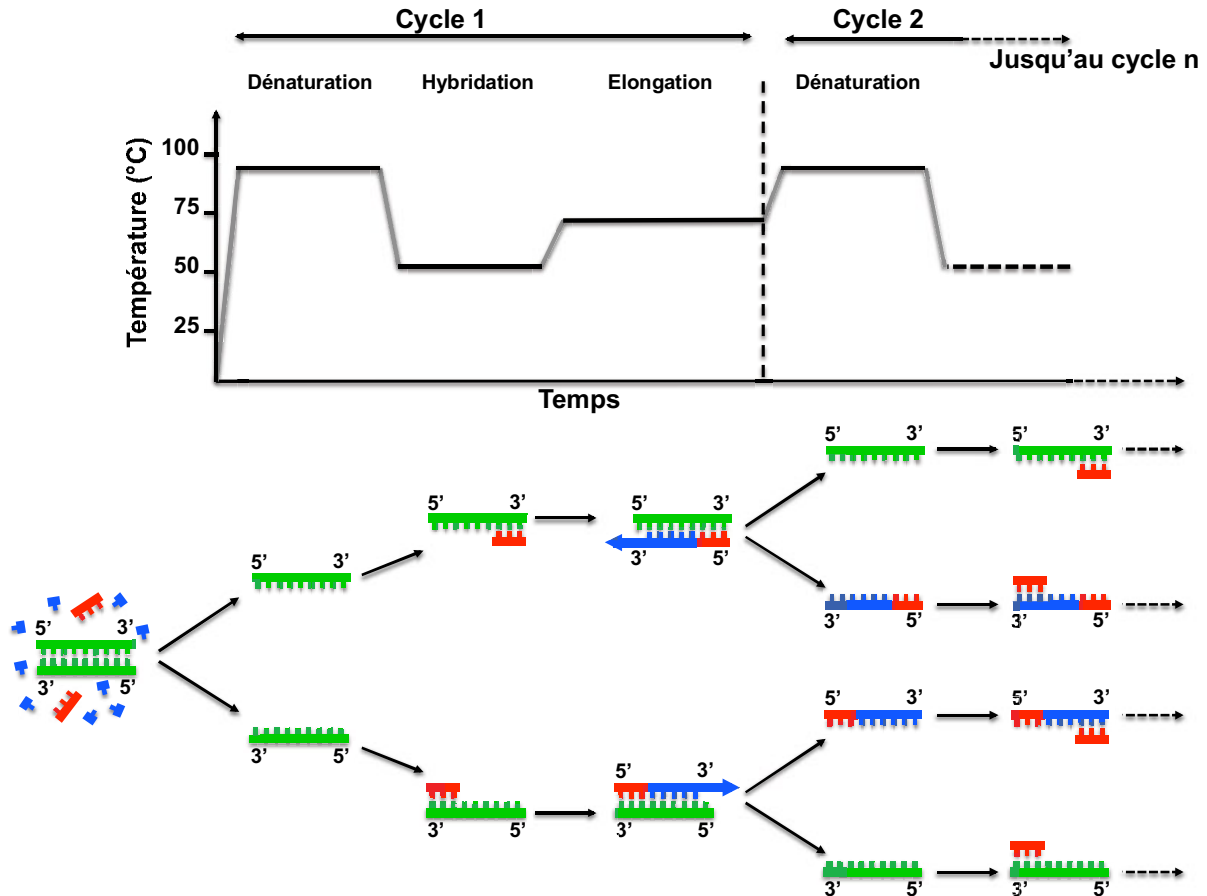 Cycle 1
Cycle 2
Jusqu'au cycle n
Dénaturation
Hybridation
Elongation
Dénaturation
Température (°C)
100
75
50
25
Temps
5’ 3’
5’ 3’
5’ 3’
5’ 3’
5’ 3’
3’ 5’
5’ 3’
3’ 5’
3’ 5’
5’ 3’
3’ 5’
5’ 3’
5’ 3’
3’ 5’
5’ 3’
3’ 5’
3’ 5’
3’ 5’